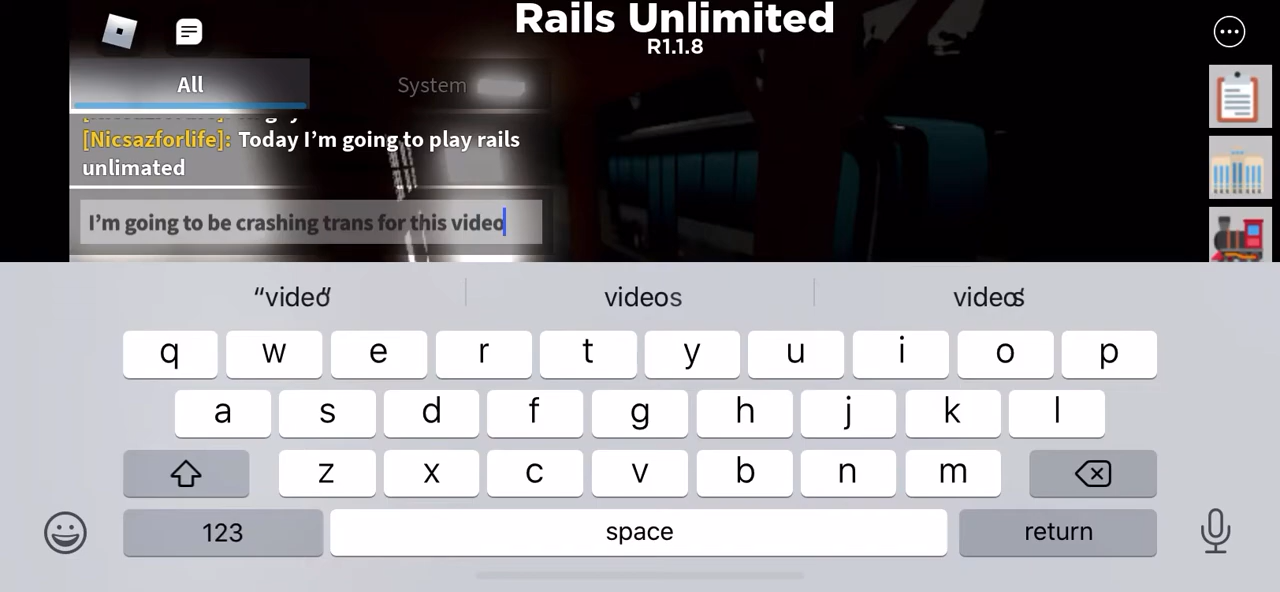 Rails Unlimited
R1.1.8
All
System
[Nicsazforlife]: Today I’m going to play rails
unlimated
I’m going to be crashing trans for this video
“video”
videos
video's
q w e r t y u i o p
a s d f g h j k l
z x c v b n m
123
space
return